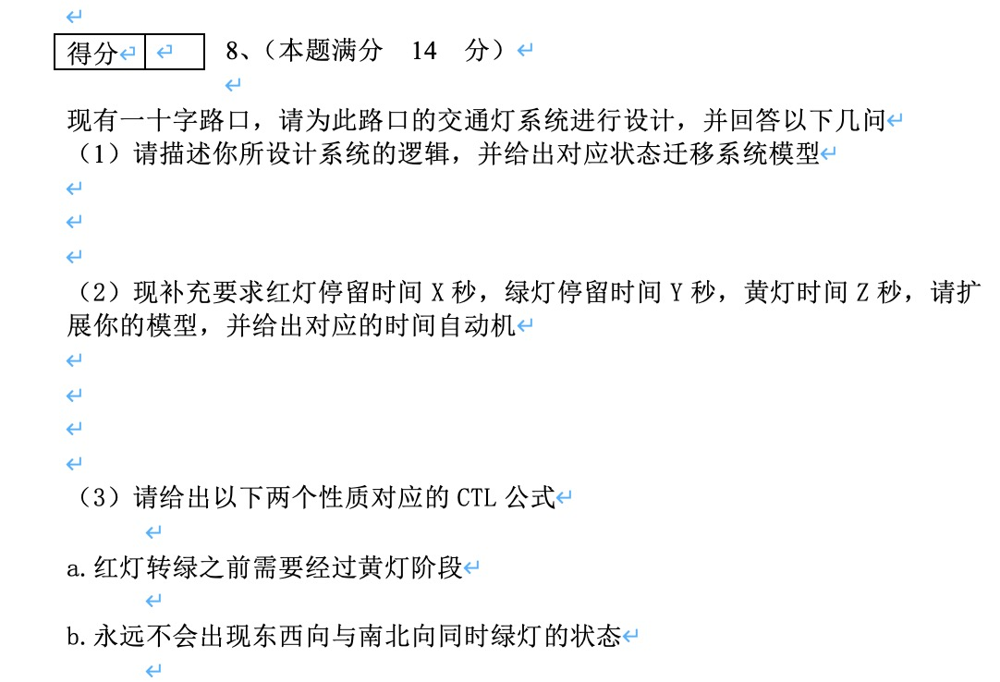 得分 8、（本题满分 14 分）
现有一十字路口，请为此路口的交通灯系统进行设计，并回答以下几问
（1）请描述你所设计系统的逻辑，并给出对应状态迁移系统模型
（2）现补充要求红灯停留时间 X 秒，绿灯停留时间 Y 秒，黄灯时间 Z 秒，请扩
展你的模型，并给出对应的时间自动机
（3）请给出以下两个性质对应的 CTL 公式
a.红灯转绿之前需要经过黄灯阶段
b.永远不会出现东西向与南北向同时绿灯的状态